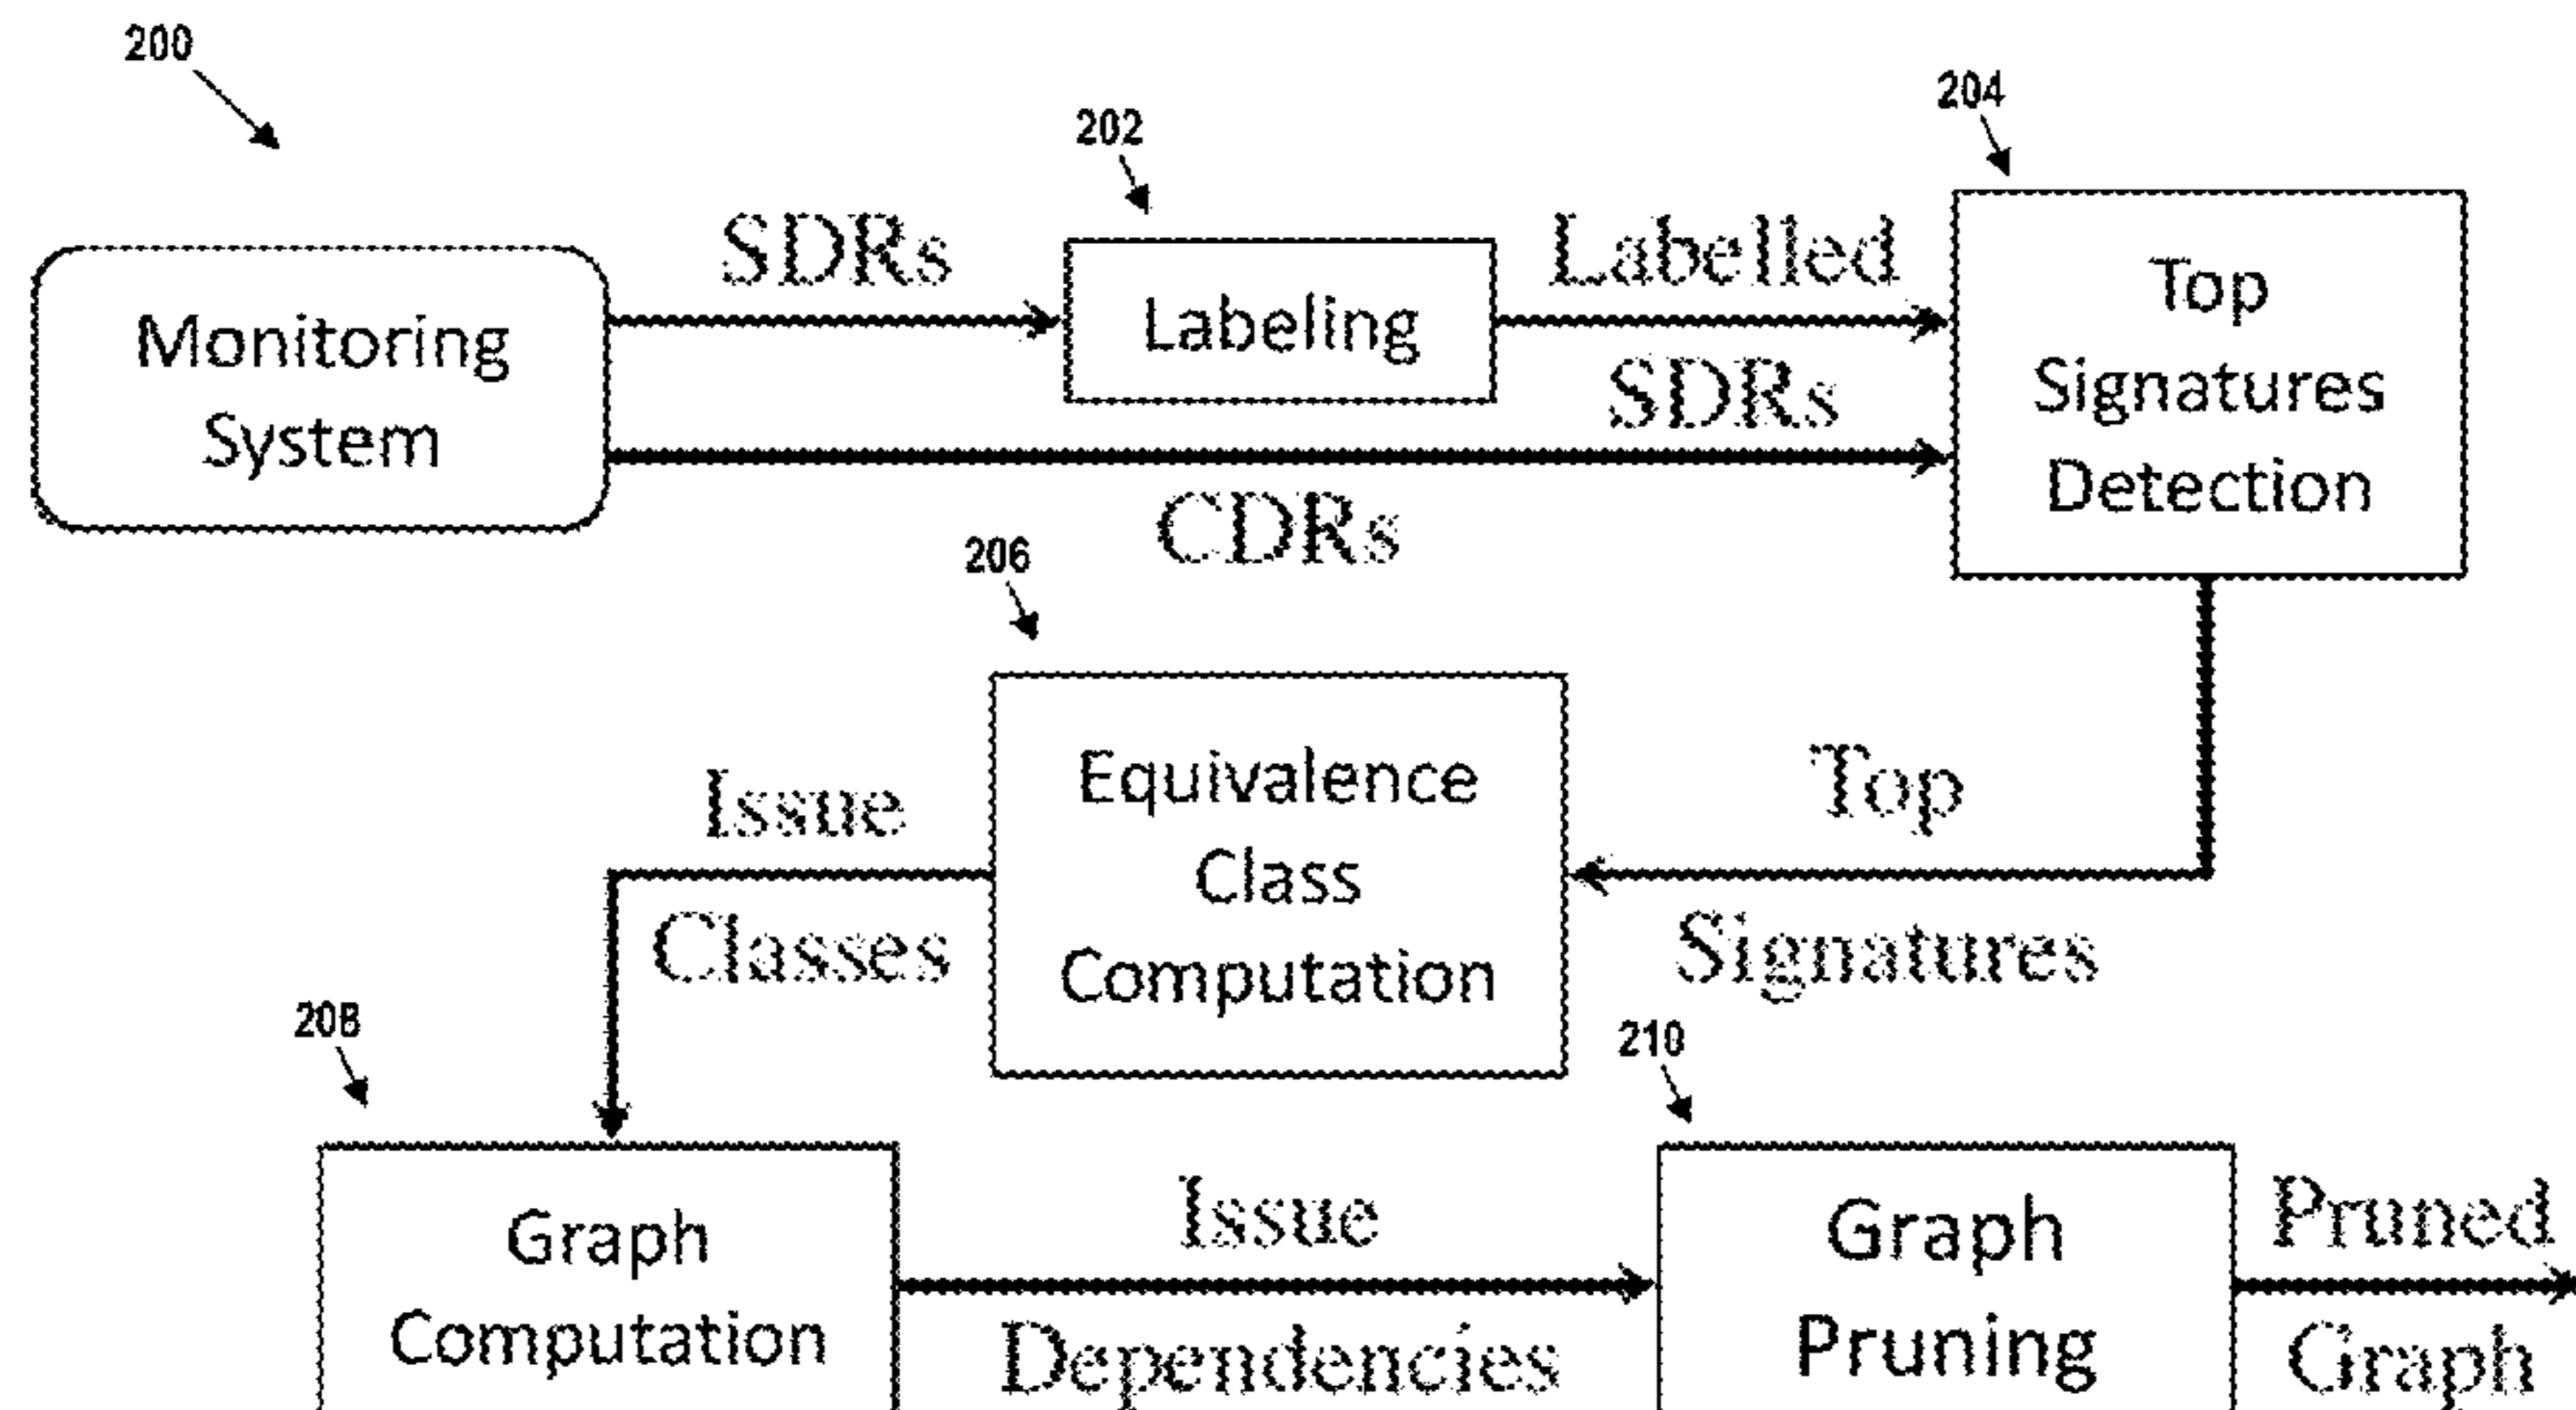 200
202
204
SDRs
Labelled
Monitoring
System
Labeling
Top
Signatures
Detection
SDRs
CDRs
206
Equivalence
Class
Computation
Top
Signatures
Issue
Classes
208
210
Graph
Computation
Issue
Dependencies
Graph
Pruning
Pruned
Graph